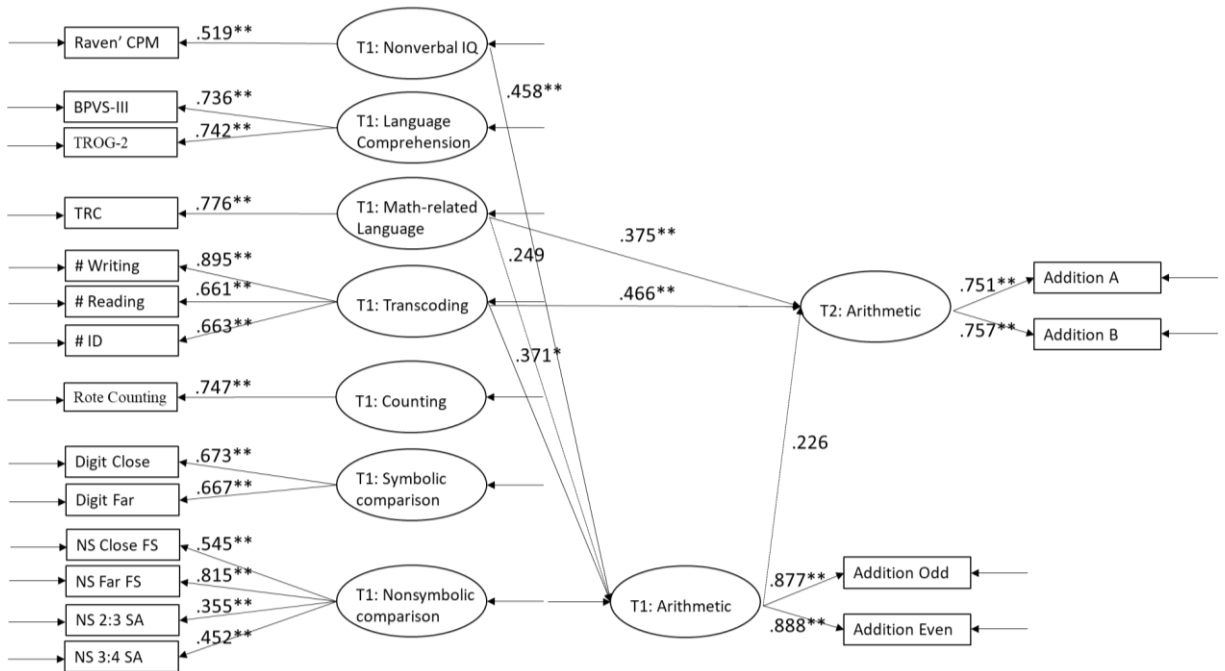 Raven' CPM
.519**
T1: Nonverbal IQ
.458**
BPVS-III
.736**
T1: Language
Comprehension
TROG-2
.742**
TRC
.776**
T1: Math-related
Language
.375**
.249
# Writing
.895**
# Reading
.661**
T1: Transcoding
.466**
# ID
.663**
.371*
T2: Arithmetic
.751**
Addition A
.757**
Addition B
Rote Counting
.747**
T1: Counting
.226
Digit Close
.673**
T1: Symbolic
comparison
Digit Far
.667**
NS Close FS
.545**
NS Far FS
.815**
T1: Nonsymbolic
comparison
NS 2:3 SA
.355**
NS 3:4 SA
.452**
T1: Arithmetic
.877**
Addition Odd
.888**
Addition Even